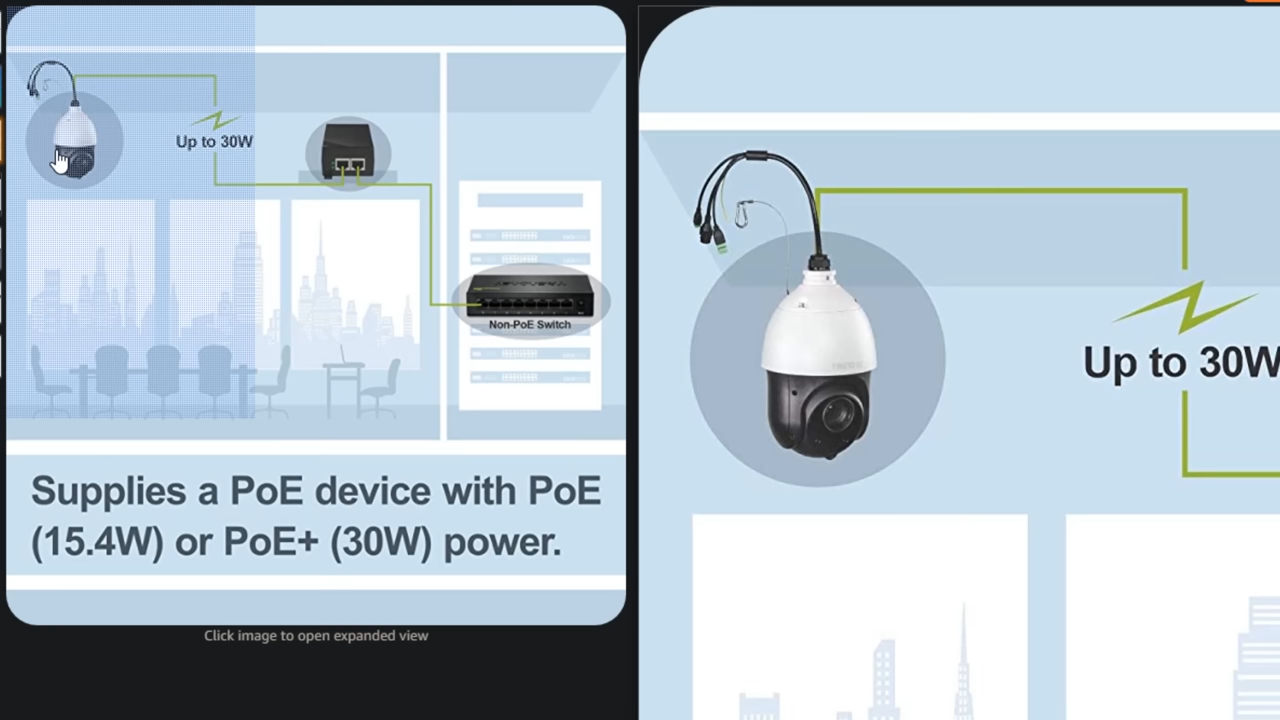 Up to 30W
Non-PoE Switch
Supplies a PoE device with PoE
(15.4W) or PoE+ (30W) power.
Click image to open expanded view
Up to 30W